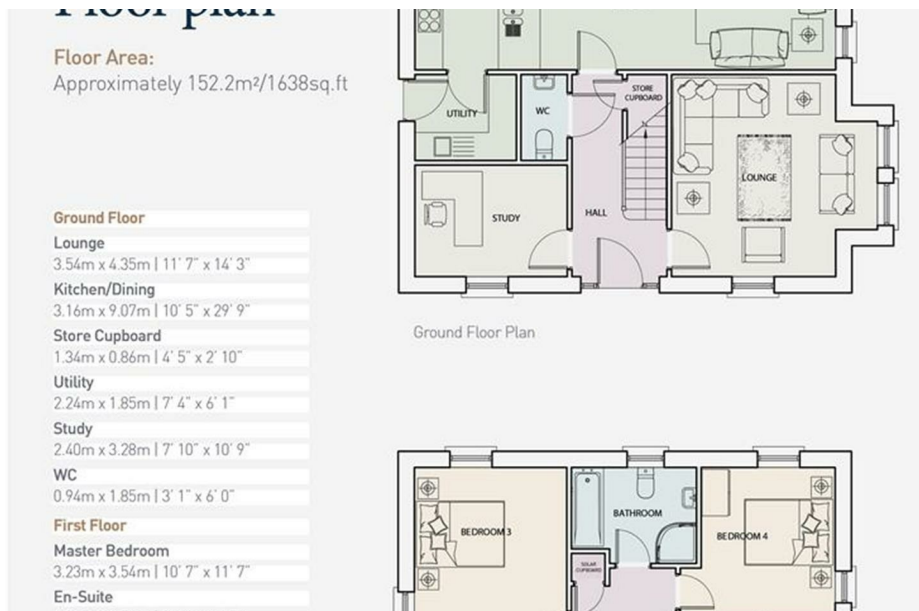 Floor plan
Floor Area:
Approximately 152.2m²/1638sq.ft
Ground Floor
Lounge
3.54m x 4.35m | 11' 7" x 14' 3"
Kitchen/Dining
3.16m x 9.07m | 10' 5" x 29' 9"
Store Cupboard
1.34m x 0.86m | 4' 5" x 2' 10"
Utility
2.24m x 1.85m | 7' 4" x 6' 1"
Study
2.40m x 3.28m | 7' 10" x 10' 9"
WC
0.94m x 1.85m | 3' 1" x 6' 0"
First Floor
Master Bedroom
3.23m x 3.54m | 10' 7" x 11' 7"
En-Suite
STORE
CUPBOARD
UTILITY
WC
LOUNGE
STUDY
HALL
Ground Floor Plan
BATHROOM
BEDROOM 3
BEDROOM 4
SOLAR
CUPBOARD